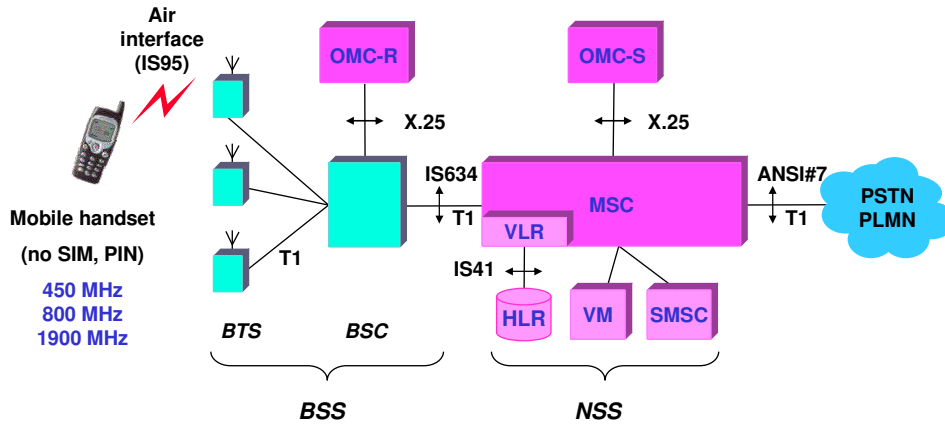 Air
interface
(IS95)
OMC-R
OMC-S
X.25
X.25
IS634
T1
MSC
VLR
ANSI#7
T1
PSTN
PLMN
Mobile handset
(no SIM, PIN)
450 MHz
800 MHz
1900 MHz
T1
IS41
HLR
VM
SMSC
BTS
BSC
BSS
NSS